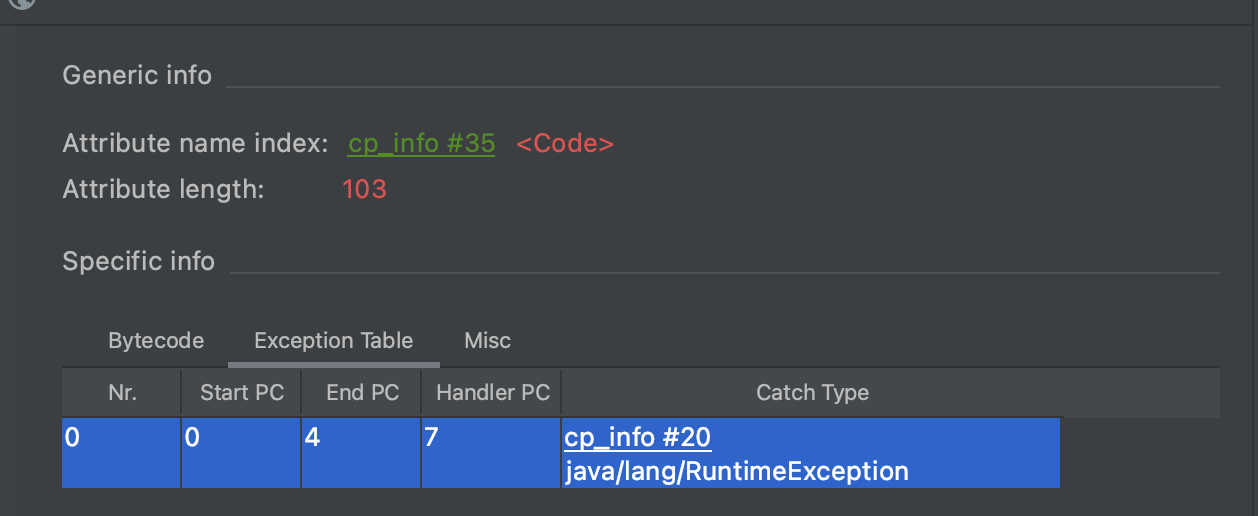 Generic info
Attribute name index: cp_info #35 <Code>
Attribute length: 103
Specific info
Bytecode Exception Table Misc
Nr. Start PC End PC Handler PC Catch Type
0 0 4 7 cp_info #20
java/lang/RuntimeException